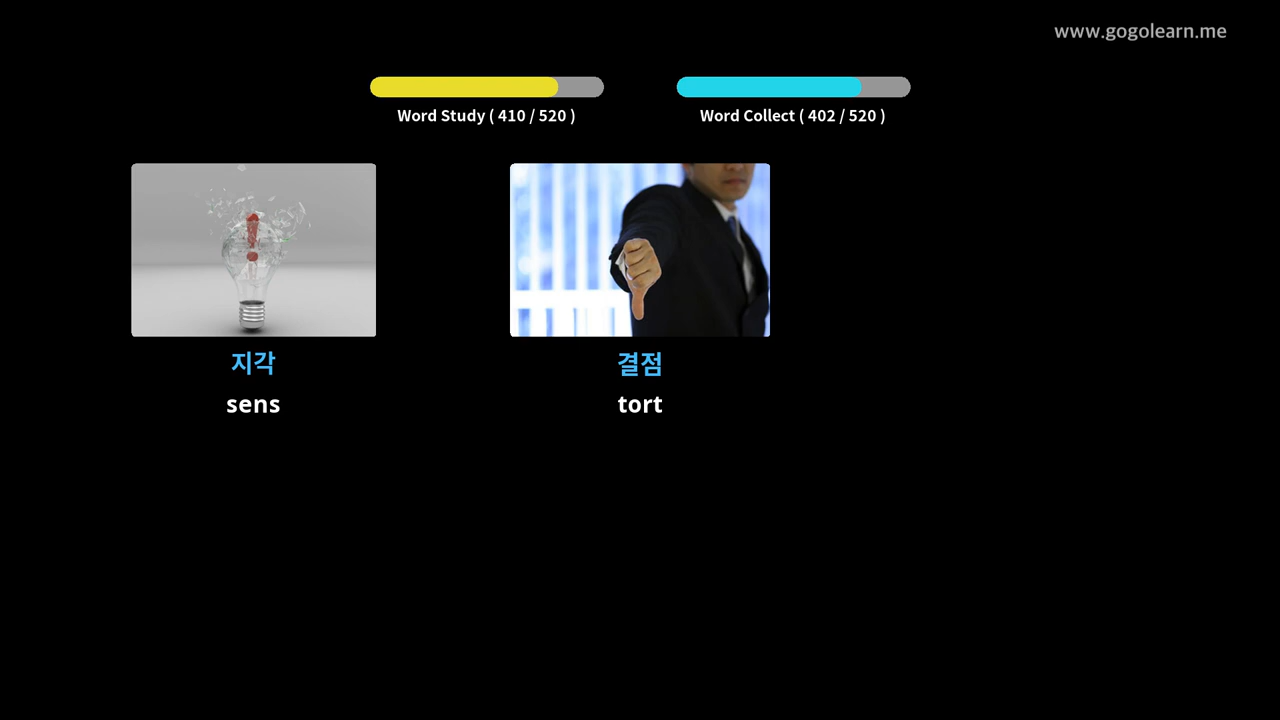 www.gogolearn.me
Word Study ( 410 / 520 )
Word Collect ( 402 / 520 )
지각
결점
sens
tort